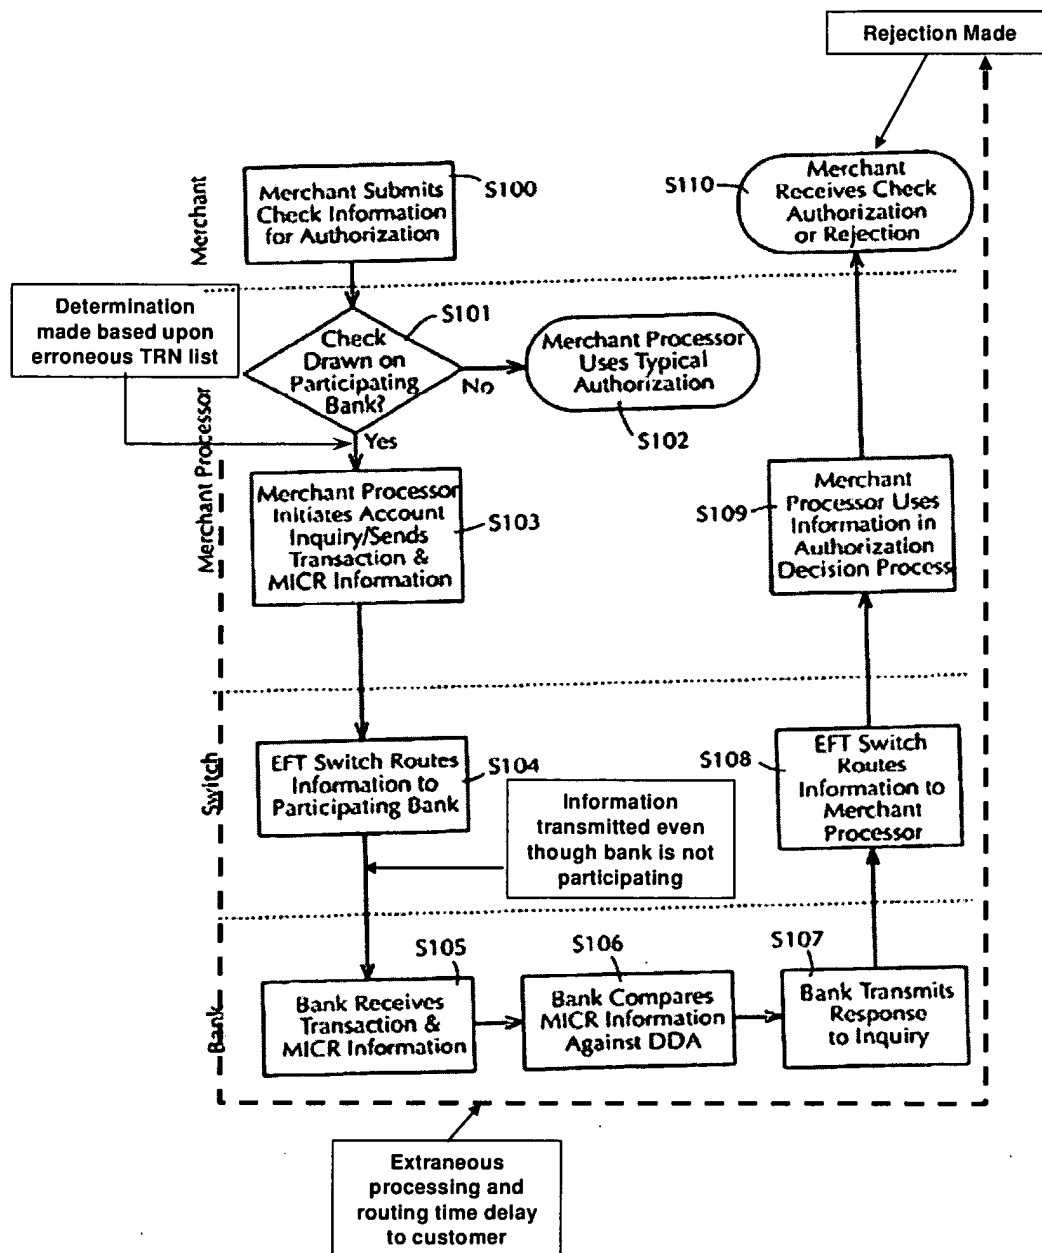 Rejection Made
Merchant
Merchant Submits
Check Information
for Authorization
S100
S110
Merchant
Receives Check
Authorization
or Rejection
Determination
made based upon
erroneous TRN list
Merchant Processor
S101
Check
Drawn on
Participating
Bank?
No
Yes
Merchant Processor
Uses Typical
Authorization
S102
Merchant Processor
Initiates Account
Inquiry/Sends
Transaction &
MICR Information
S103
S109
Merchant
Processor Uses
Information in
Authorization
Decision Process
Switch
EFT Switch Routes
Information to
Participating Bank
S104
Information
transmitted even
though bank is not
participating
S108
EFT Switch
Routes
Information to
Merchant
Processor
Bank
S105
Bank Receives
Transaction &
MICR Information
S106
Bank Compares
MICR Information
Against DDA
S107
Bank Transmits
Response
to Inquiry
Extraneous
processing and
routing time delay
to customer